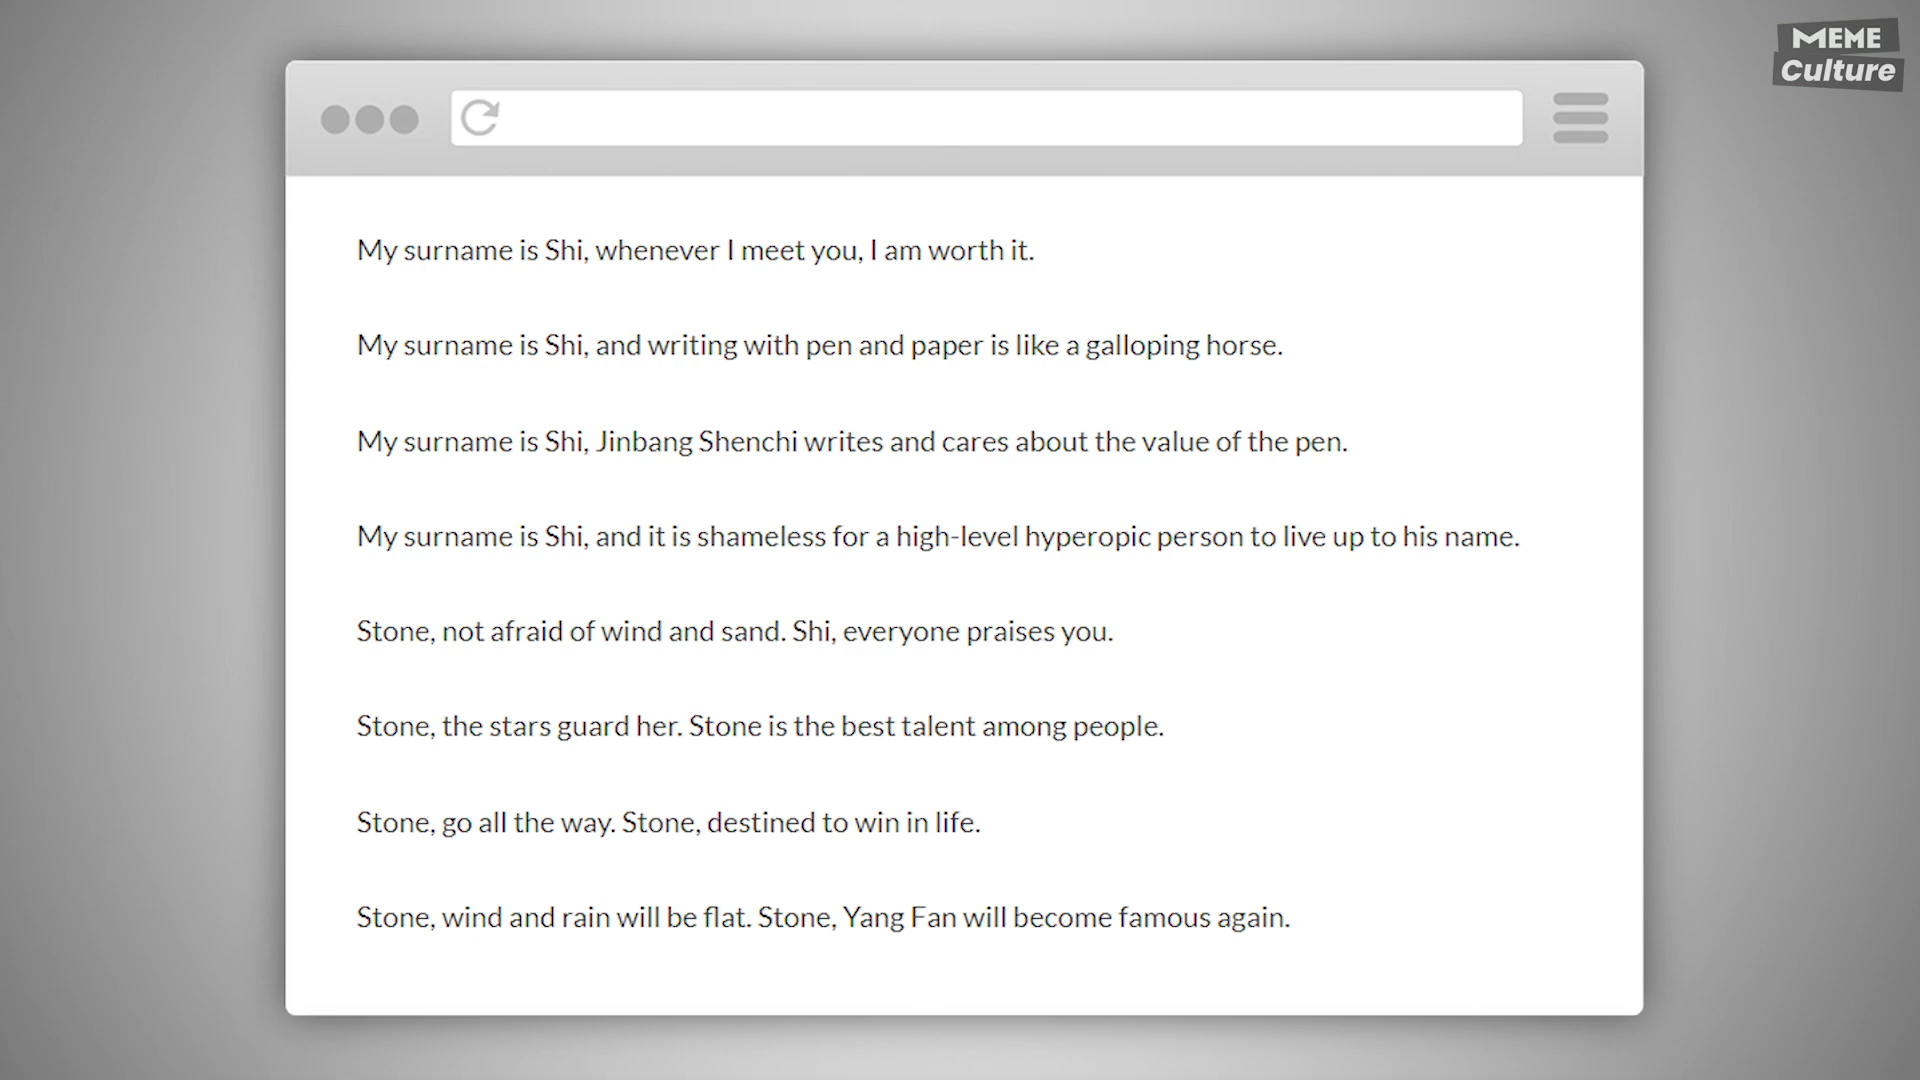 MEME
Culture
My surname is Shi, whenever I meet you, I am worth it.
My surname is Shi, and writing with pen and paper is like a galloping horse.
My surname is Shi, Jinbang Shenchi writes and cares about the value of the pen.
My surname is Shi, and it is shameless for a high-level hyperopic person to live up to his name.
Stone, not afraid of wind and sand. Shi, everyone praises you.
Stone, the stars guard her. Stone is the best talent among people.
Stone, go all the way. Stone, destined to win in life.
Stone, wind and rain will be flat. Stone, Yang Fan will become famous again.